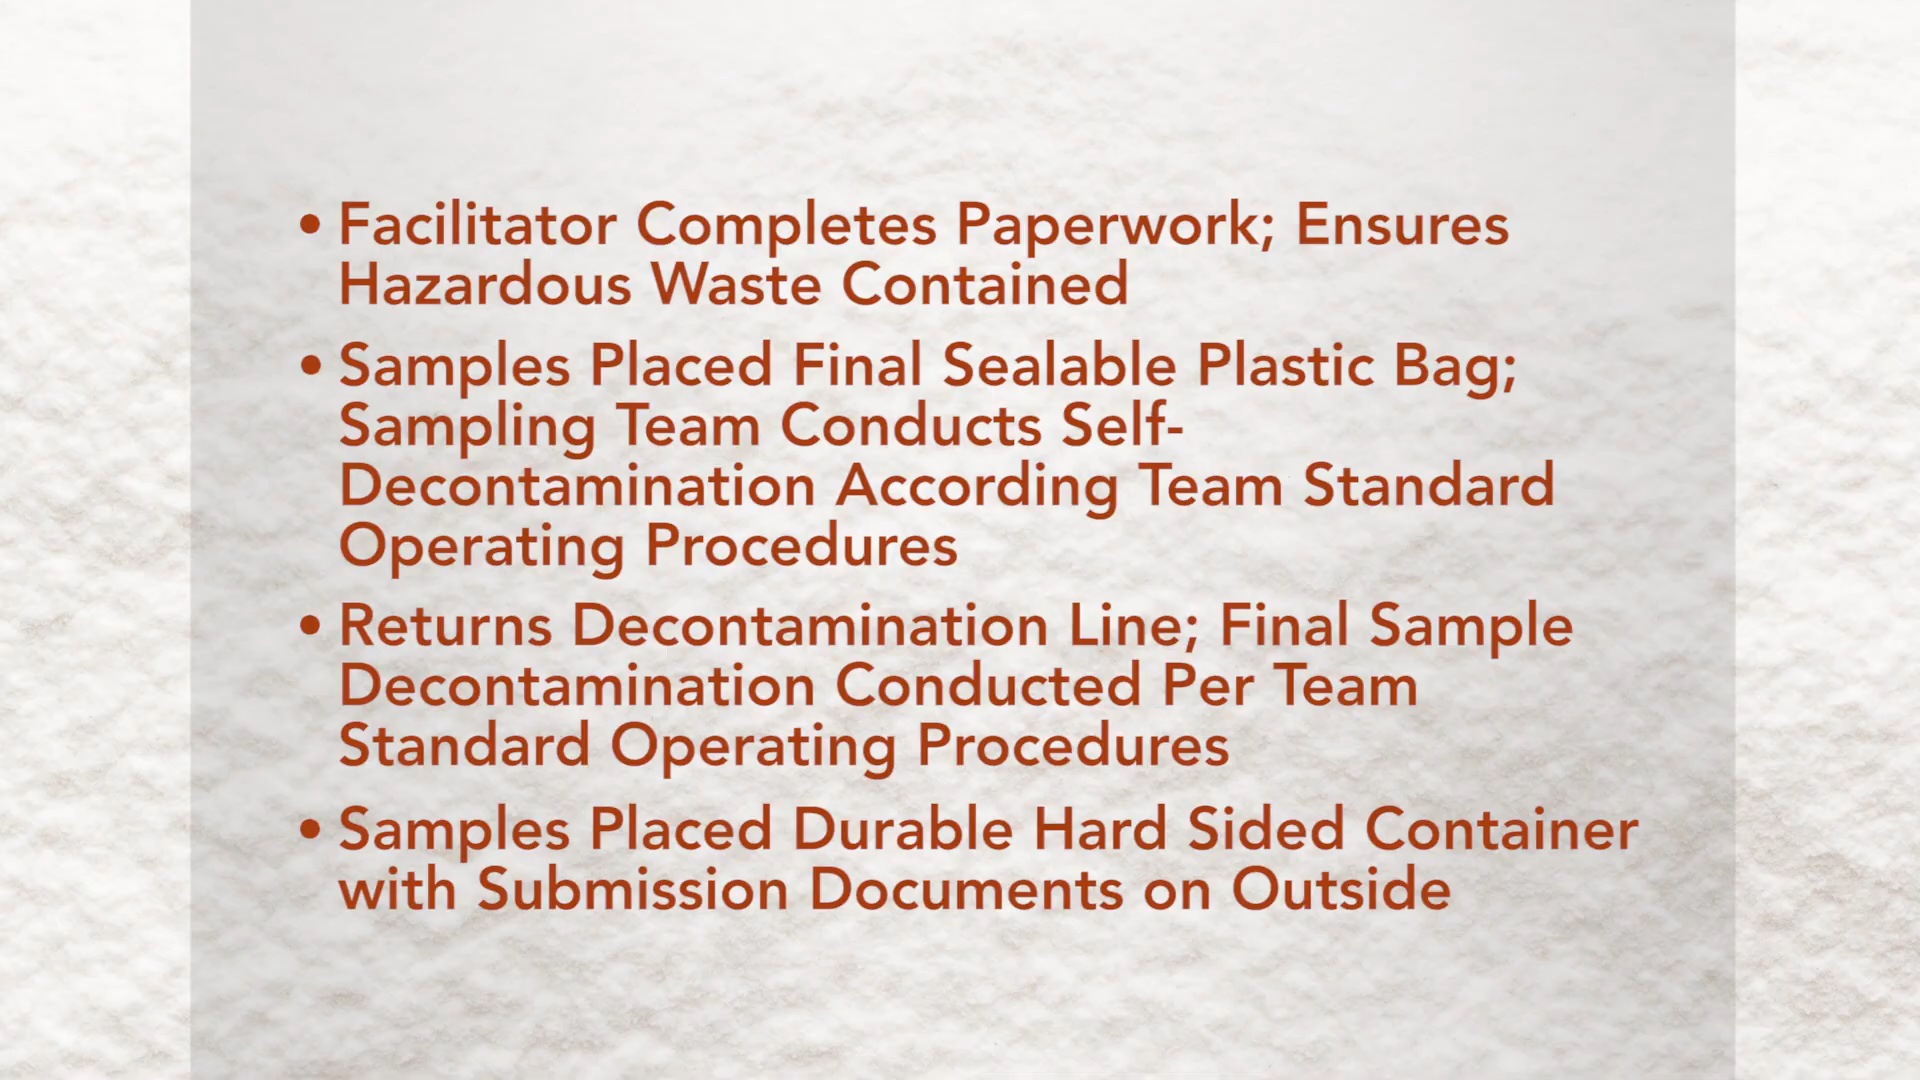 • Facilitator Completes Paperwork; Ensures
Hazardous Waste Contained
• Samples Placed Final Sealable Plastic Bag;
Sampling Team Conducts Self-
Decontamination According Team Standard
Operating Procedures
• Returns Decontamination Line; Final Sample
Decontamination Conducted Per Team
Standard Operating Procedures
• Samples Placed Durable Hard Sided Container
with Submission Documents on Outside